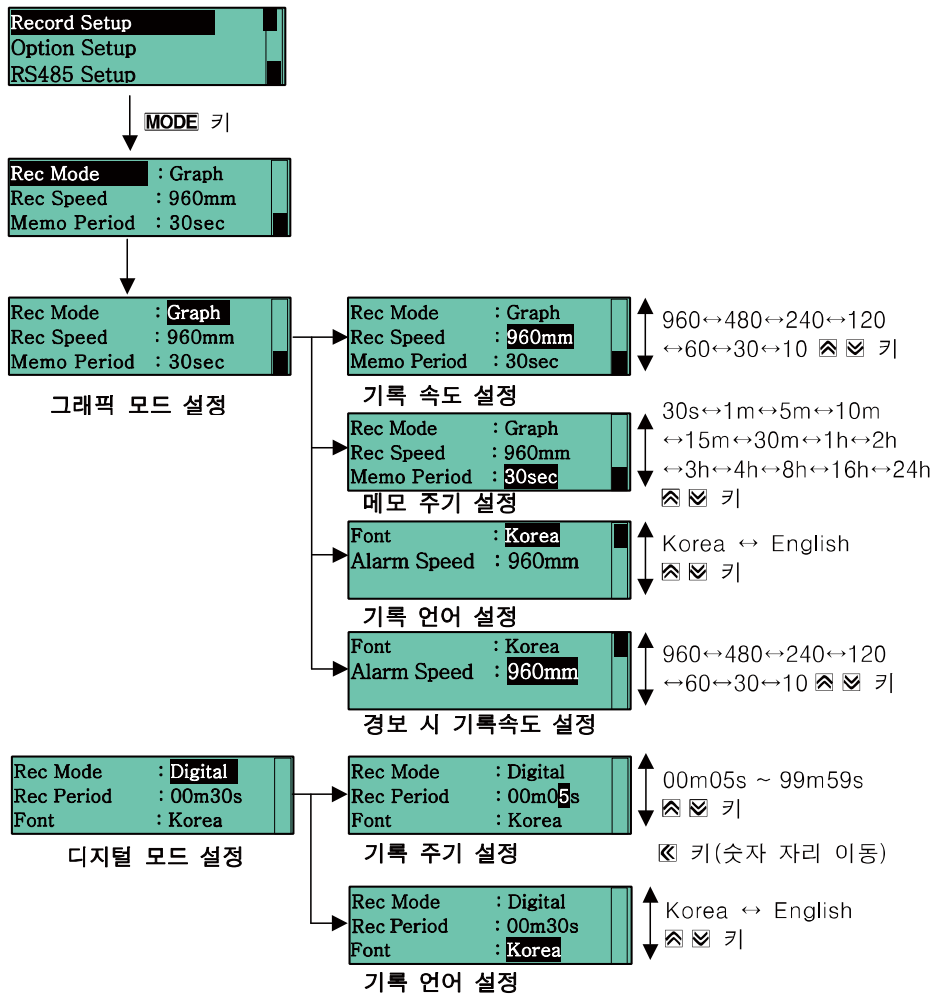 Record Setup
Option Setup
RS485 Setup
MODE 키
Rec Mode : Graph
Rec Speed : 960mm
Memo Period : 30sec
Rec Mode : Graph
Rec Speed : 960mm
Memo Period : 30sec
그래픽 모드 설정
Rec Mode : Graph
Rec Speed : 960mm
Memo Period : 30sec
기록 속도 설정
960↔480↔240↔120
↔60↔30↔10 키
Rec Mode : Graph
Rec Speed : 960mm
Memo Period : 30sec
메모 주기 설정
30s↔1m↔5m↔10m
↔15m↔30m↔1h↔2h
↔3h↔4h↔8h↔16h↔24h
키
Font : Korea
Alarm Speed : 960mm
기록 언어 설정
Korea ↔ English
키
Font : Korea
Alarm Speed : 960mm
경보 시 기록속도 설정
960↔480↔240↔120
↔60↔30↔10 키
Rec Mode : Digital
Rec Period : 00m30s
Font : Korea
디지털 모드 설정
Rec Mode : Digital
Rec Period : 00m05s
Font : Korea
기록 주기 설정
00m05s ~ 99m59s
키
키(숫자 자리 이동)
Rec Mode : Digital
Rec Period : 00m30s
Font : Korea
기록 언어 설정
Korea ↔ English
키